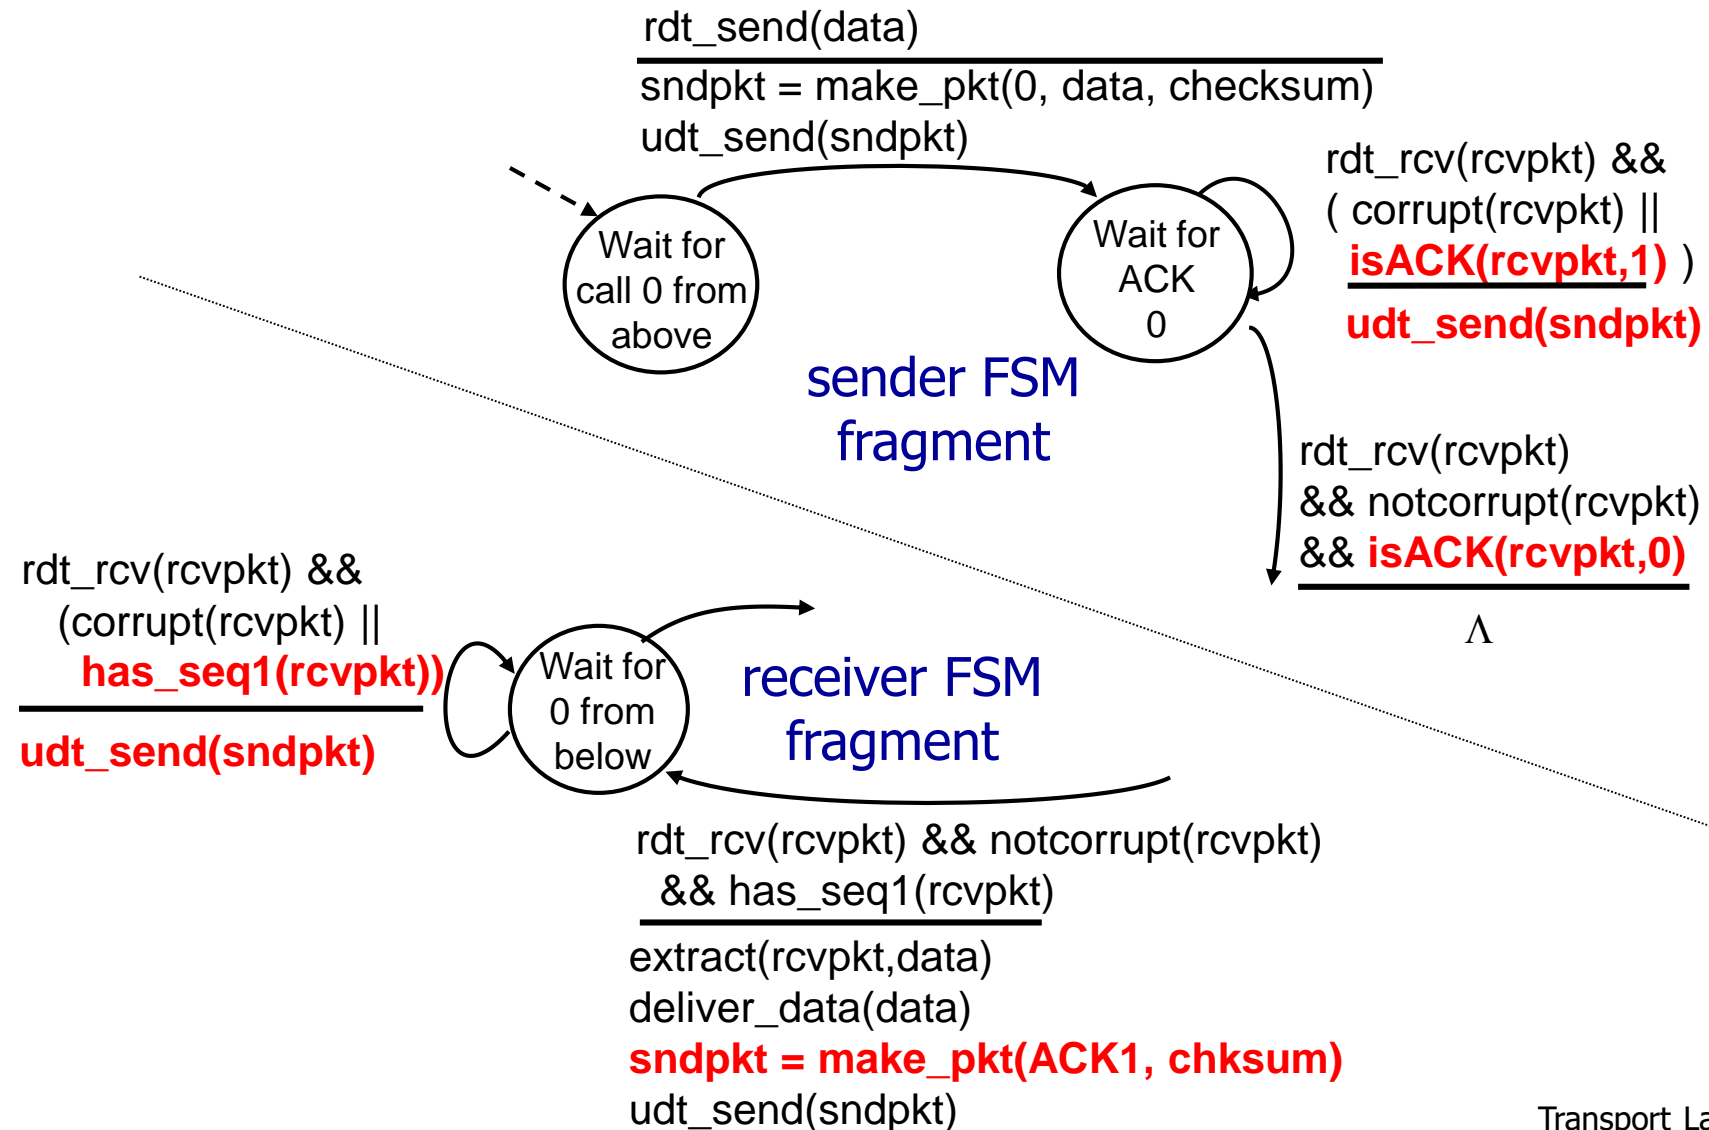 rdt_send(data)
sndpkt = make_pkt(0, data, checksum)
udt_send(sndpkt)
rdt_rcv(rcvpkt) &&
( corrupt(rcvpkt) ||
isACK(rcvpkt,1) )
udt_send(sndpkt)
Wait for
call 0 from
above
Wait for
ACK
0
sender FSM
fragment
rdt_rcv(rcvpkt)
&& notcorrupt(rcvpkt)
&& isACK(rcvpkt,0)
Λ
rdt_rcv(rcvpkt) &&
(corrupt(rcvpkt) ||
has_seq1(rcvpkt))
udt_send(sndpkt)
Wait for
0 from
below
receiver FSM
fragment
rdt_rcv(rcvpkt) && notcorrupt(rcvpkt)
&& has_seq1(rcvpkt)
extract(rcvpkt,data)
deliver_data(data)
sndpkt = make_pkt(ACK1, chksum)
udt_send(sndpkt)
Transport La